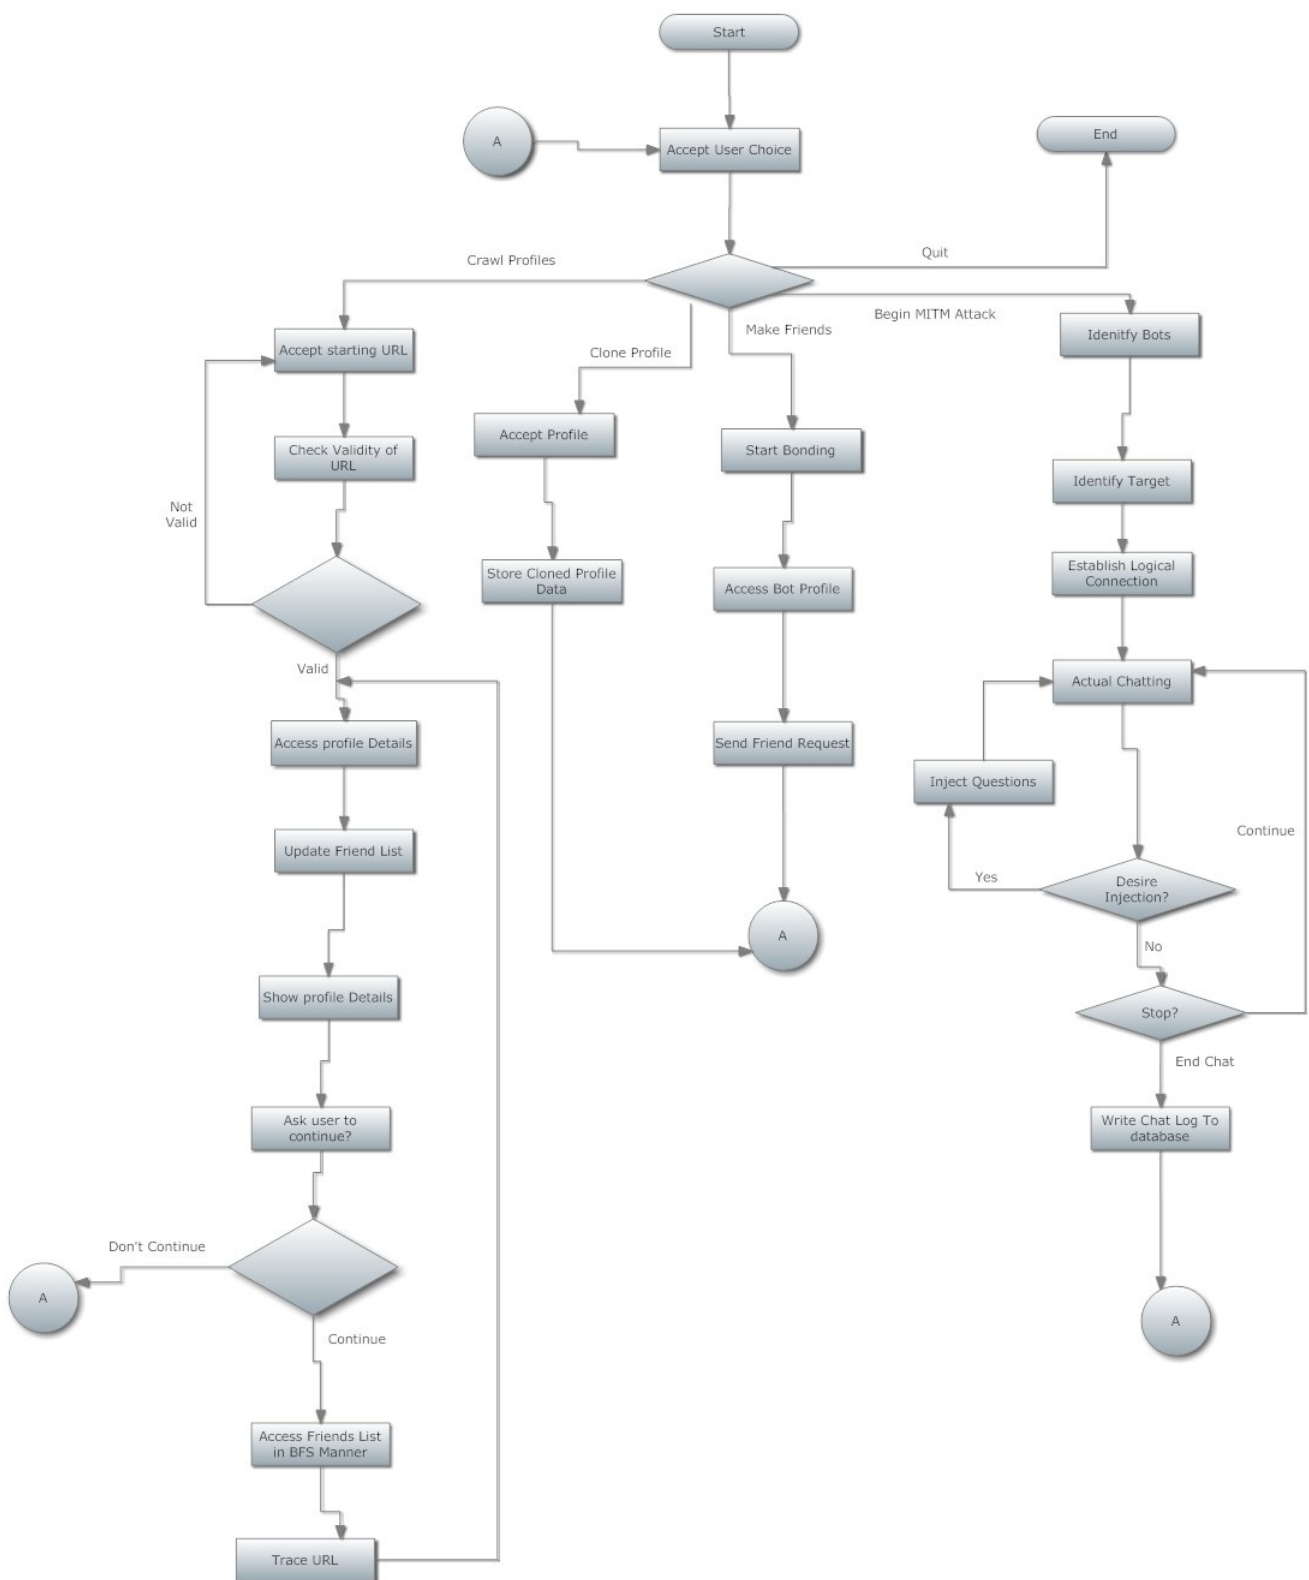 Start
A
Accept User Choice
End
Crawl Profiles
Quit
Begin MITM Attack
Make Friends
Clone Profile
Accept starting URL
Idenitfy Bots
Accept Profile
Start Bonding
Check Validity of
URL
Identify Target
Not
Valid
Store Cloned Profile
Data
Access Bot Profile
Establish Logical
Connection
Valid
Actual Chatting
Access profile Details
Send Friend Request
Inject Questions
Continue
Update Friend List
Yes
Desire
Injection?
A
No
Show profile Details
Stop?
End Chat
Ask user to
continue?
Write Chat Log To
database
Don't Continue
A
Continue
A
Access Friends List
in BFS Manner
Trace URL